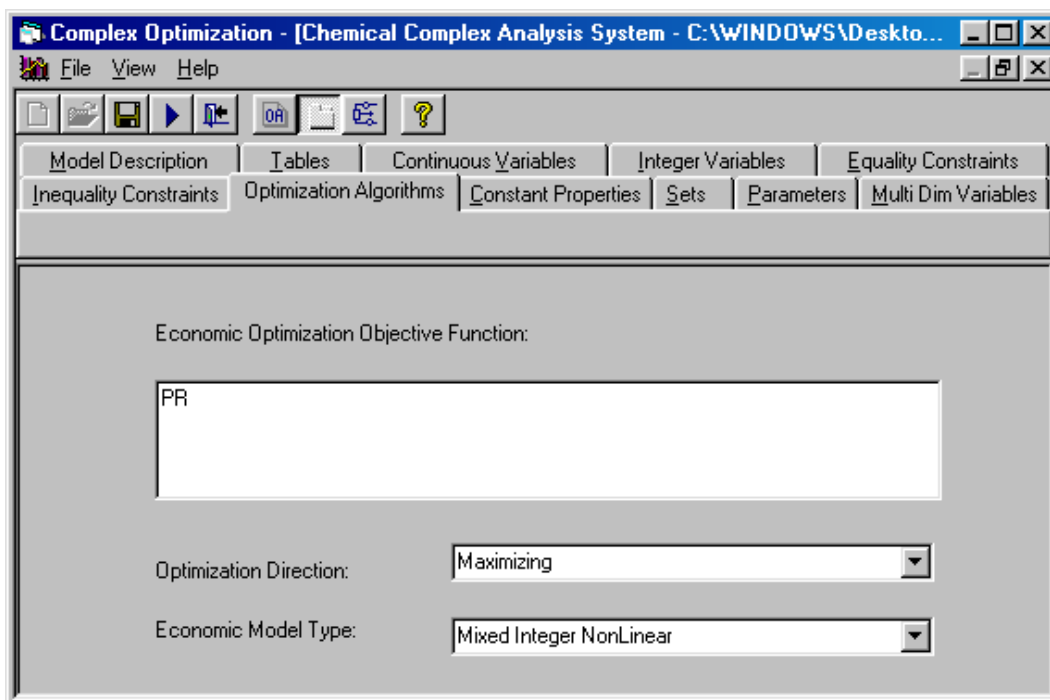 Complex Optimization - [Chemical Complex Analysis System - C:\WINDOWS\Deskto...
File View Help
OA
Model Description Tables Continuous Variables Integer Variables Equality Constraints
Inequality Constraints Optimization Algorithms Constant Properties Sets Parameters Multi Dim Variables
Economic Optimization Objective Function:
PR
Optimization Direction: Maximizing
Economic Model Type: Mixed Integer NonLinear